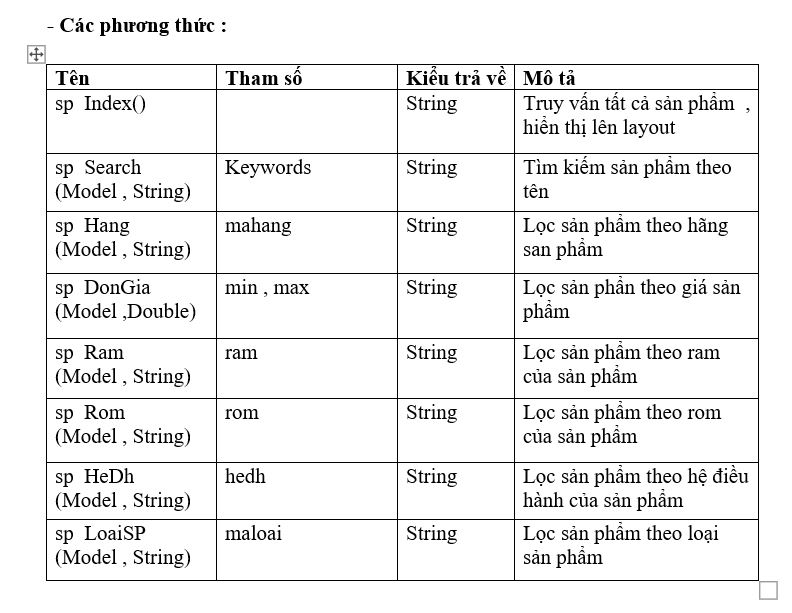 - Các phương thức :
Tên Tham số Kiểu trả về Mô tả
sp Index() String Truy vấn tất cả sản phẩm ,
hiển thị lên layout
sp Search Keywords String Tìm kiếm sản phẩm theo
(Model , String) tên
sp Hang mahang String Lọc sản phẩm theo hãng
(Model , String) san phẩm
sp DonGia min , max String Lọc sản phẩn theo giá sản
(Model ,Double) phẩm
sp Ram ram String Lọc sản phẩm theo ram
(Model , String) của sản phẩm
sp Rom rom String Lọc sản phẩm theo rom
(Model , String) của sản phẩm
sp HeDh hedh String Lọc sản phẩm theo hệ điều
(Model , String) hành của sản phẩm
sp LoaiSP maloai String Lọc sản phẩm theo loại
(Model , String) sản phẩm